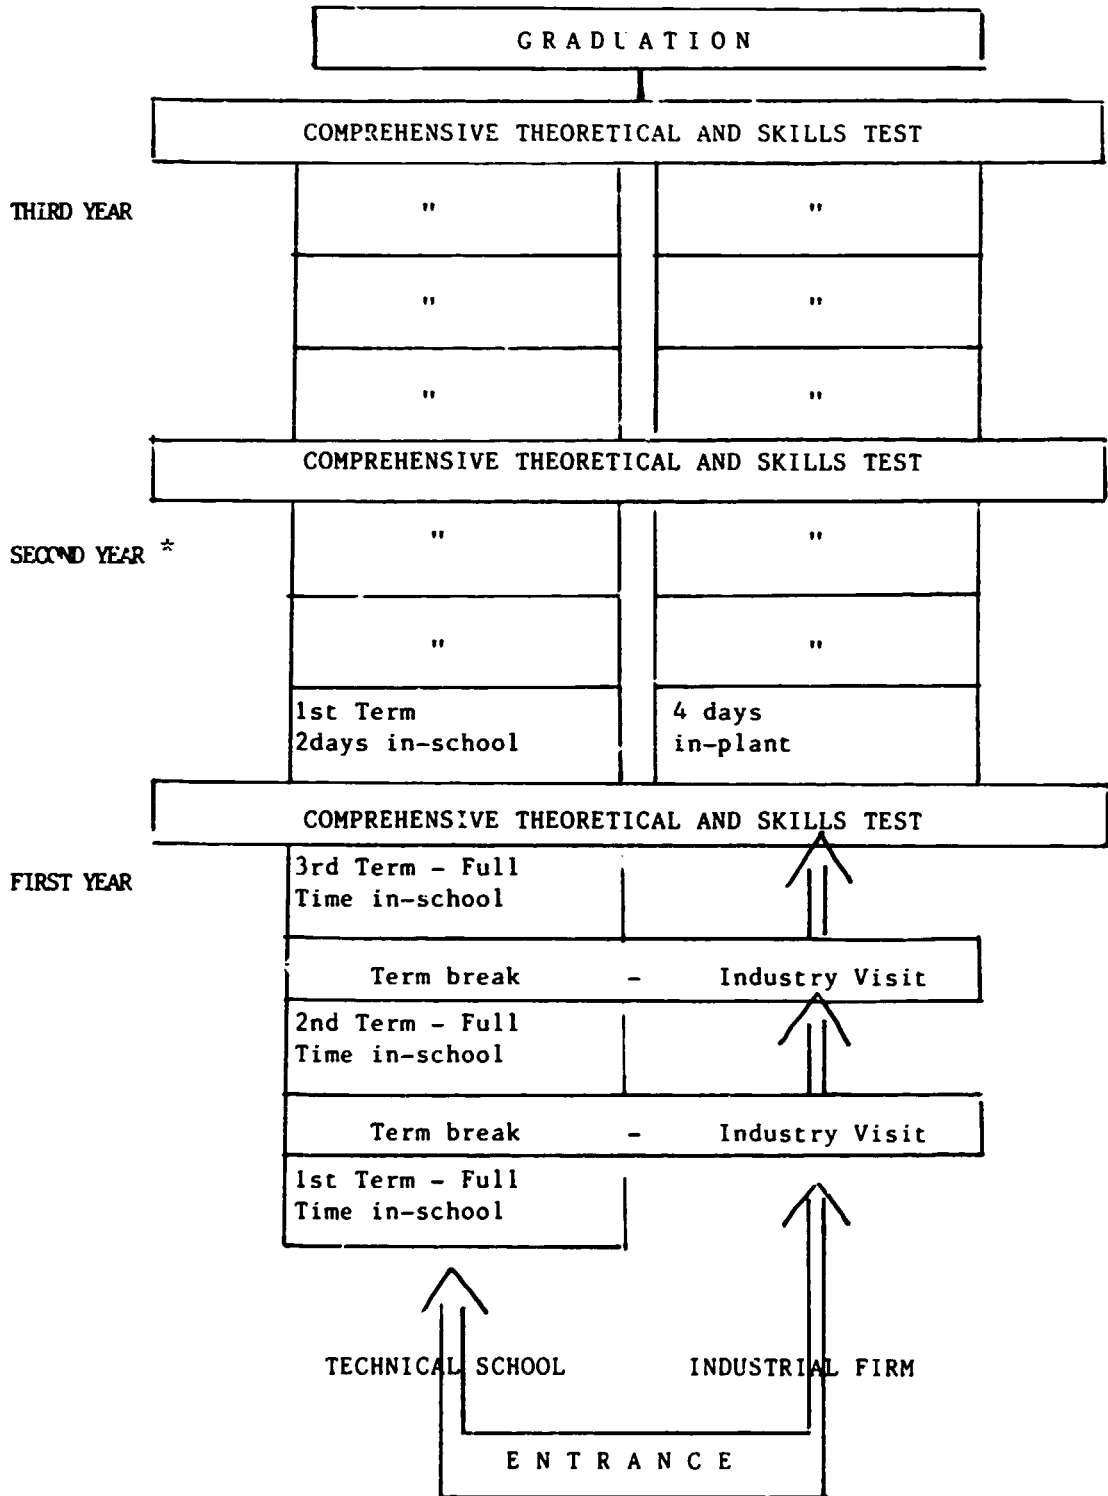 GRADUATION
COMPREHENSIVE THEORETICAL AND SKILLS TEST
THIRD YEAR
" "
" "
" "
COMPREHENSIVE THEORETICAL AND SKILLS TEST
SECOND YEAR *
" "
" "
1st Term 4 days
2days in-school in-plant
COMPREHENSIVE THEORETICAL AND SKILLS TEST
FIRST YEAR
3rd Term - Full
Time in-school
Term break - Industry Visit
2nd Term - Full
Time in-school
Term break - Industry Visit
1st Term - Full
Time in-school
TECHNICAL SCHOOL INDUSTRIAL FIRM
ENTRANCE